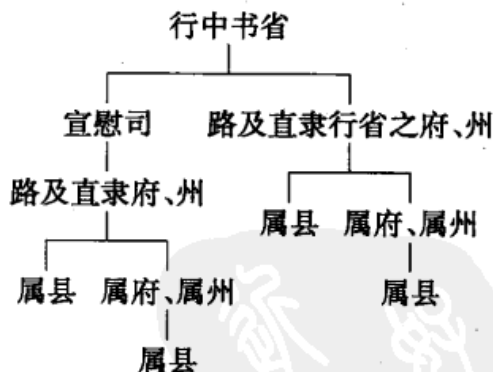 行中书省
宣慰司 路及直隶行省之府、州
路及直隶府、州
属县 属府、属州
属县 属府、属州
属县
属县